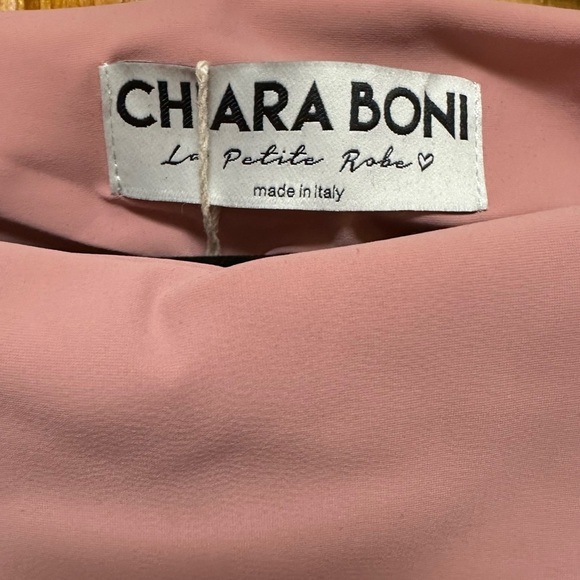 CHIARA BONI
La Petite Robe♡
made in italy